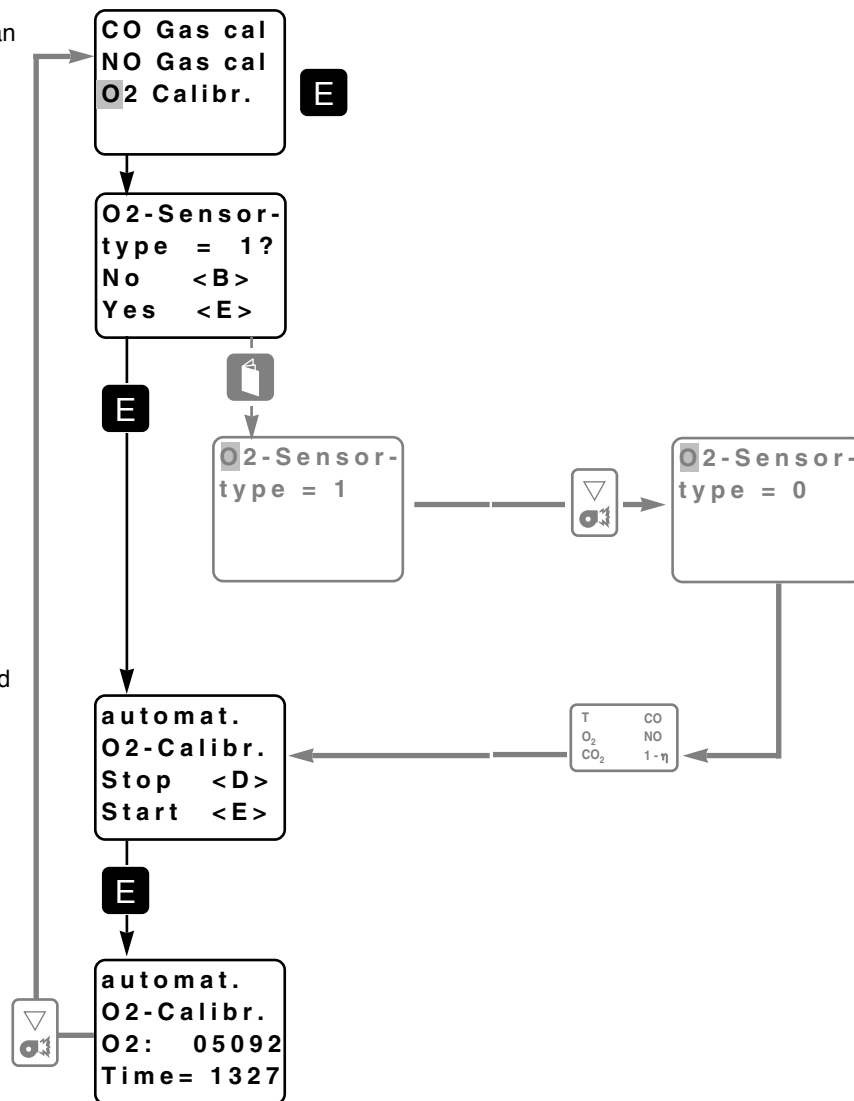 an
CO Gas cal
NO Gas cal
O2 Calibr.
E
O2-Sensor-
type = 1?
No <B>
Yes <E>
E
O2-Sensor-
type = 1
O2-Sensor-
type = 0
d
automat.
O2-Calibr.
Stop <D>
Start <E>
T CO
O₂ NO
CO₂ 1-η
E
automat.
O2-Calibr.
O2: 05092
Time= 1327